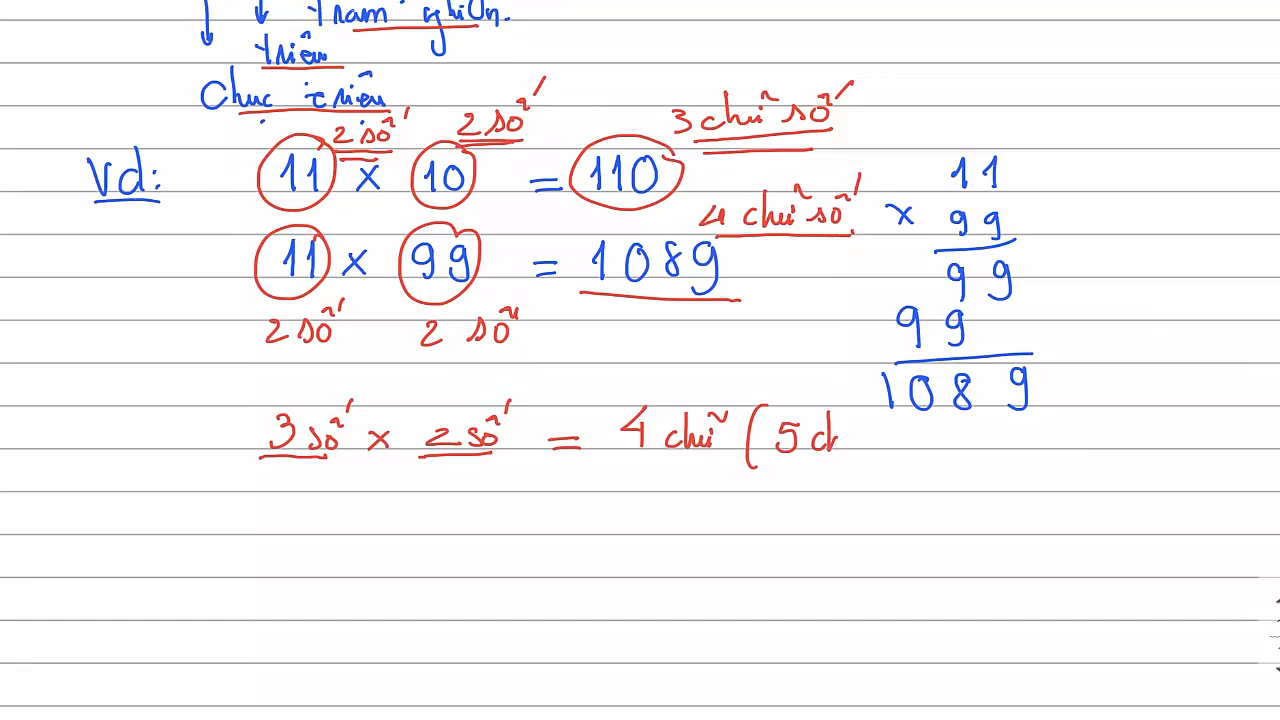 trăm nghìn.
triệu
Chục triệu
2 số 2 số 3 chữ số
Vd: 11 x 10 = 110
4 chữ số
11 x 99 = 1089
2 số 2 số
11
x 99
99
99
1089
3 số x 2 số = 4 chữ (5 ch